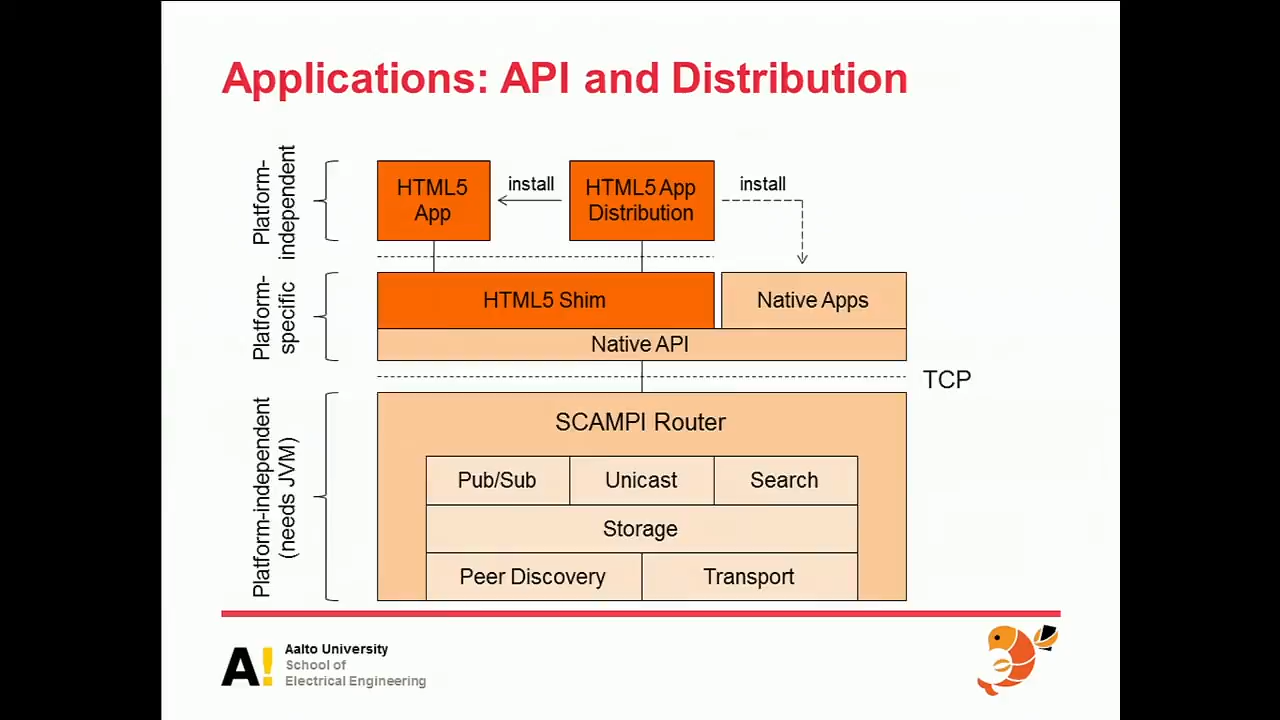 Applications: API and Distribution
Platform-
independent
HTML5
App
install
HTML5 App
Distribution
install
Platform-
specific
HTML5 Shim
Native Apps
Native API
TCP
Platform-independent
(needs JVM)
SCAMPI Router
Pub/Sub
Unicast
Search
Storage
Peer Discovery
Transport
A!
Aalto University
School of
Electrical Engineering